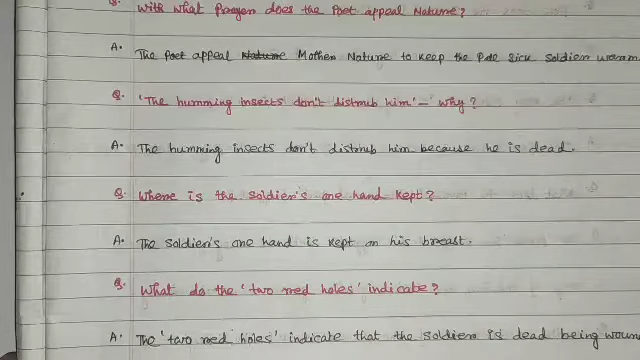 Q. With what Prayer does the Poet appeal Nature?
A. The Poet appeal Nature Mother Nature to keep the Pale sick soldier warm
Q. 'The humming insects don't distrub him' – why?
A. The humming insects don't distrub him because he is dead.
Q. Where is the soldier's one hand kept?
A. The soldier's one hand is kept on his breast.
Q. What do the 'two red holes' indicate?
A. The 'two red holes' indicate that the soldier is dead being woun